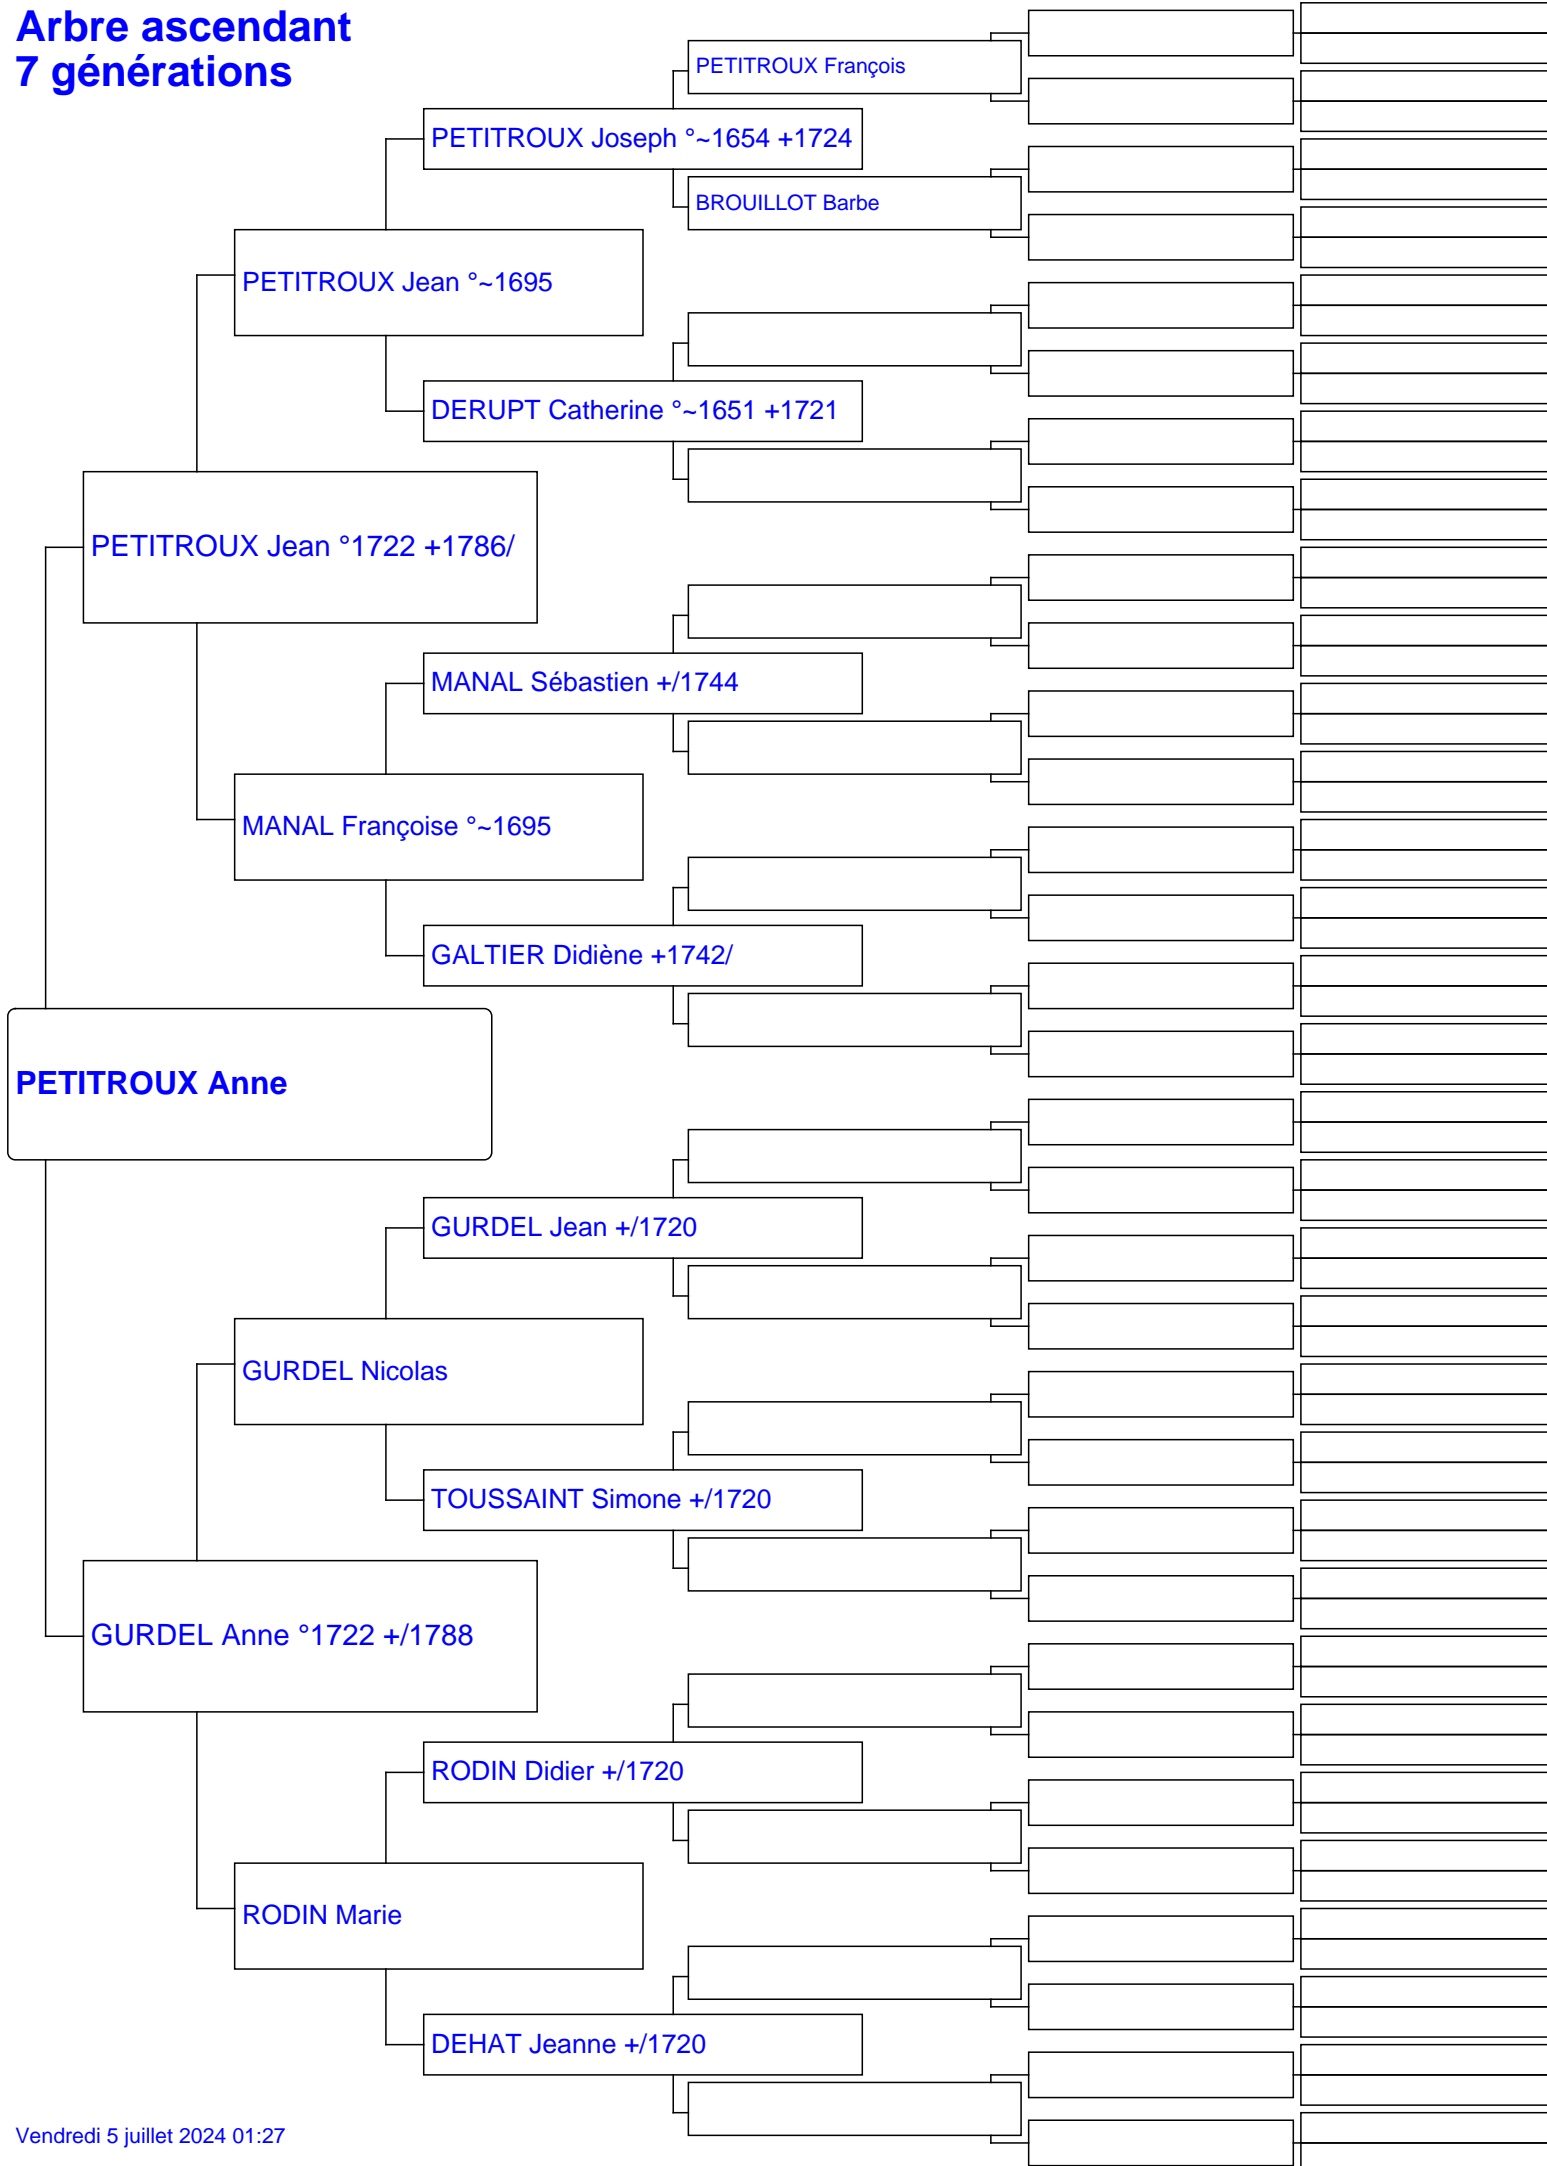 Arbre ascendant
7 générations
PETITROUX François
PETITROUX Joseph °~1654 +1724
BROUILLOT Barbe
PETITROUX Jean °~1695
DERUPT Catherine °~1651 +1721
PETITROUX Jean °1722 +1786/
MANAL Sébastien +/1744
MANAL Françoise °~1695
GALTIER Didiène +1742/
PETITROUX Anne
GURDEL Jean +/1720
GURDEL Nicolas
TOUSSAINT Simone +/1720
GURDEL Anne °1722 +/1788
RODIN Didier +/1720
RODIN Marie
DEHAT Jeanne +/1720
Vendredi 5 juillet 2024 01:27